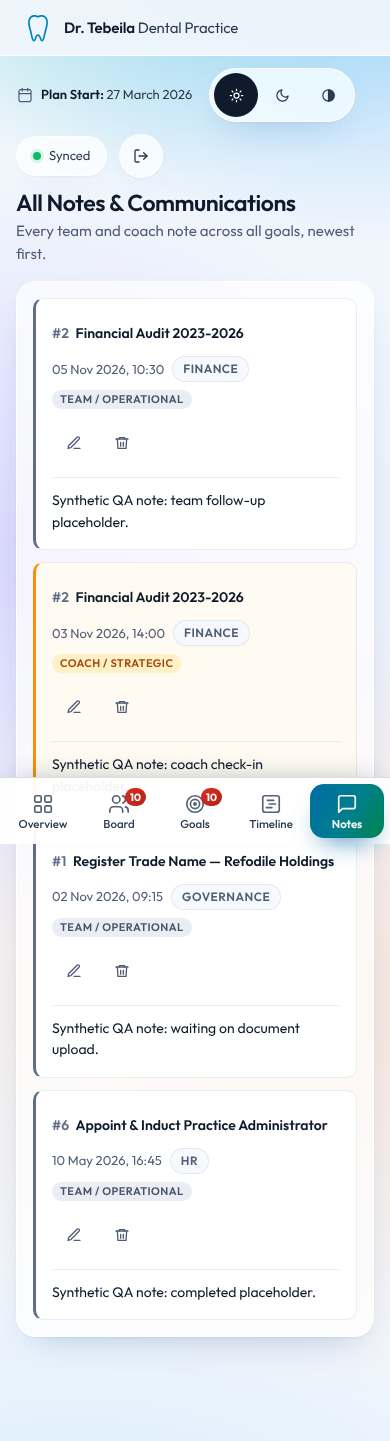 Dr. Tebeila Dental Practice
Plan Start: 27 March 2026
Synced
All Notes & Communications
Every team and coach note across all goals, newest
first.
#2 Financial Audit 2023-2026
05 Nov 2026, 10:30 FINANCE
TEAM / OPERATIONAL
Synthetic QA note: team follow-up
placeholder.
#2 Financial Audit 2023-2026
03 Nov 2026, 14:00 FINANCE
COACH / STRATEGIC
Synthetic QA note: coach check-in
placeholder.
10 10
Overview Board Goals Timeline Notes
#1 Register Trade Name — Refodile Holdings
02 Nov 2026, 09:15 GOVERNANCE
TEAM / OPERATIONAL
Synthetic QA note: waiting on document
upload.
#6 Appoint & Induct Practice Administrator
10 May 2026, 16:45 HR
TEAM / OPERATIONAL
Synthetic QA note: completed placeholder.